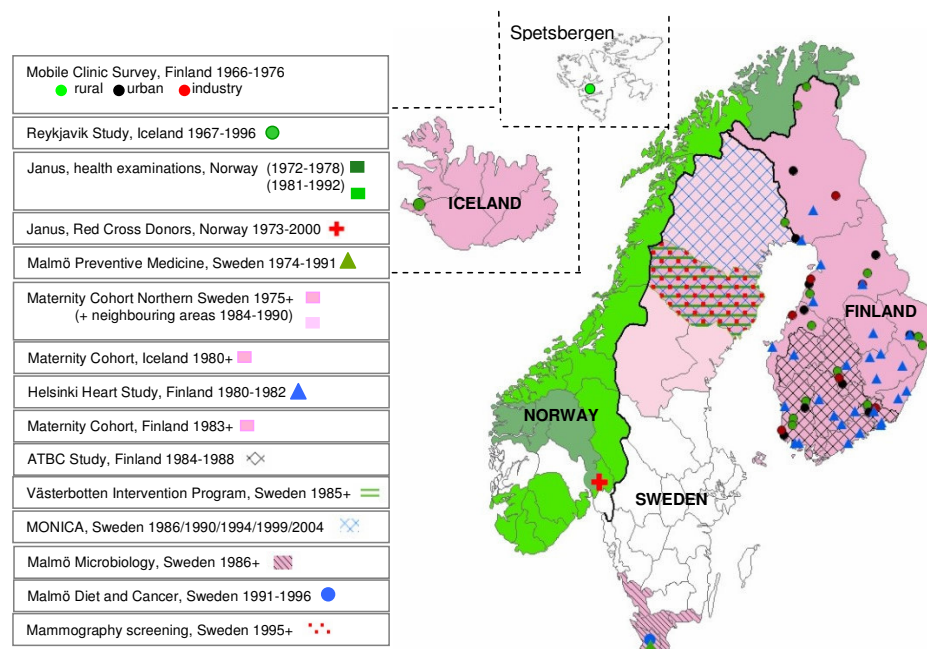 Spetsbergen
Mobile Clinic Survey, Finland 1966-1976
rural urban industry
Reykjavik Study, Iceland 1967-1996
Janus, health examinations, Norway (1972-1978)
(1981-1992)
Janus, Red Cross Donors, Norway 1973-2000
Malmö Preventive Medicine, Sweden 1974-1991
Maternity Cohort Northern Sweden 1975+
(+ neighbouring areas 1984-1990)
Maternity Cohort, Iceland 1980+
Helsinki Heart Study, Finland 1980-1982
Maternity Cohort, Finland 1983+
ATBC Study, Finland 1984-1988
Västerbotten Intervention Program, Sweden 1985+
MONICA, Sweden 1986/1990/1994/1999/2004
Malmö Microbiology, Sweden 1986+
Malmö Diet and Cancer, Sweden 1991-1996
Mammography screening, Sweden 1995+
ICELAND
FINLAND
NORWAY
SWEDEN